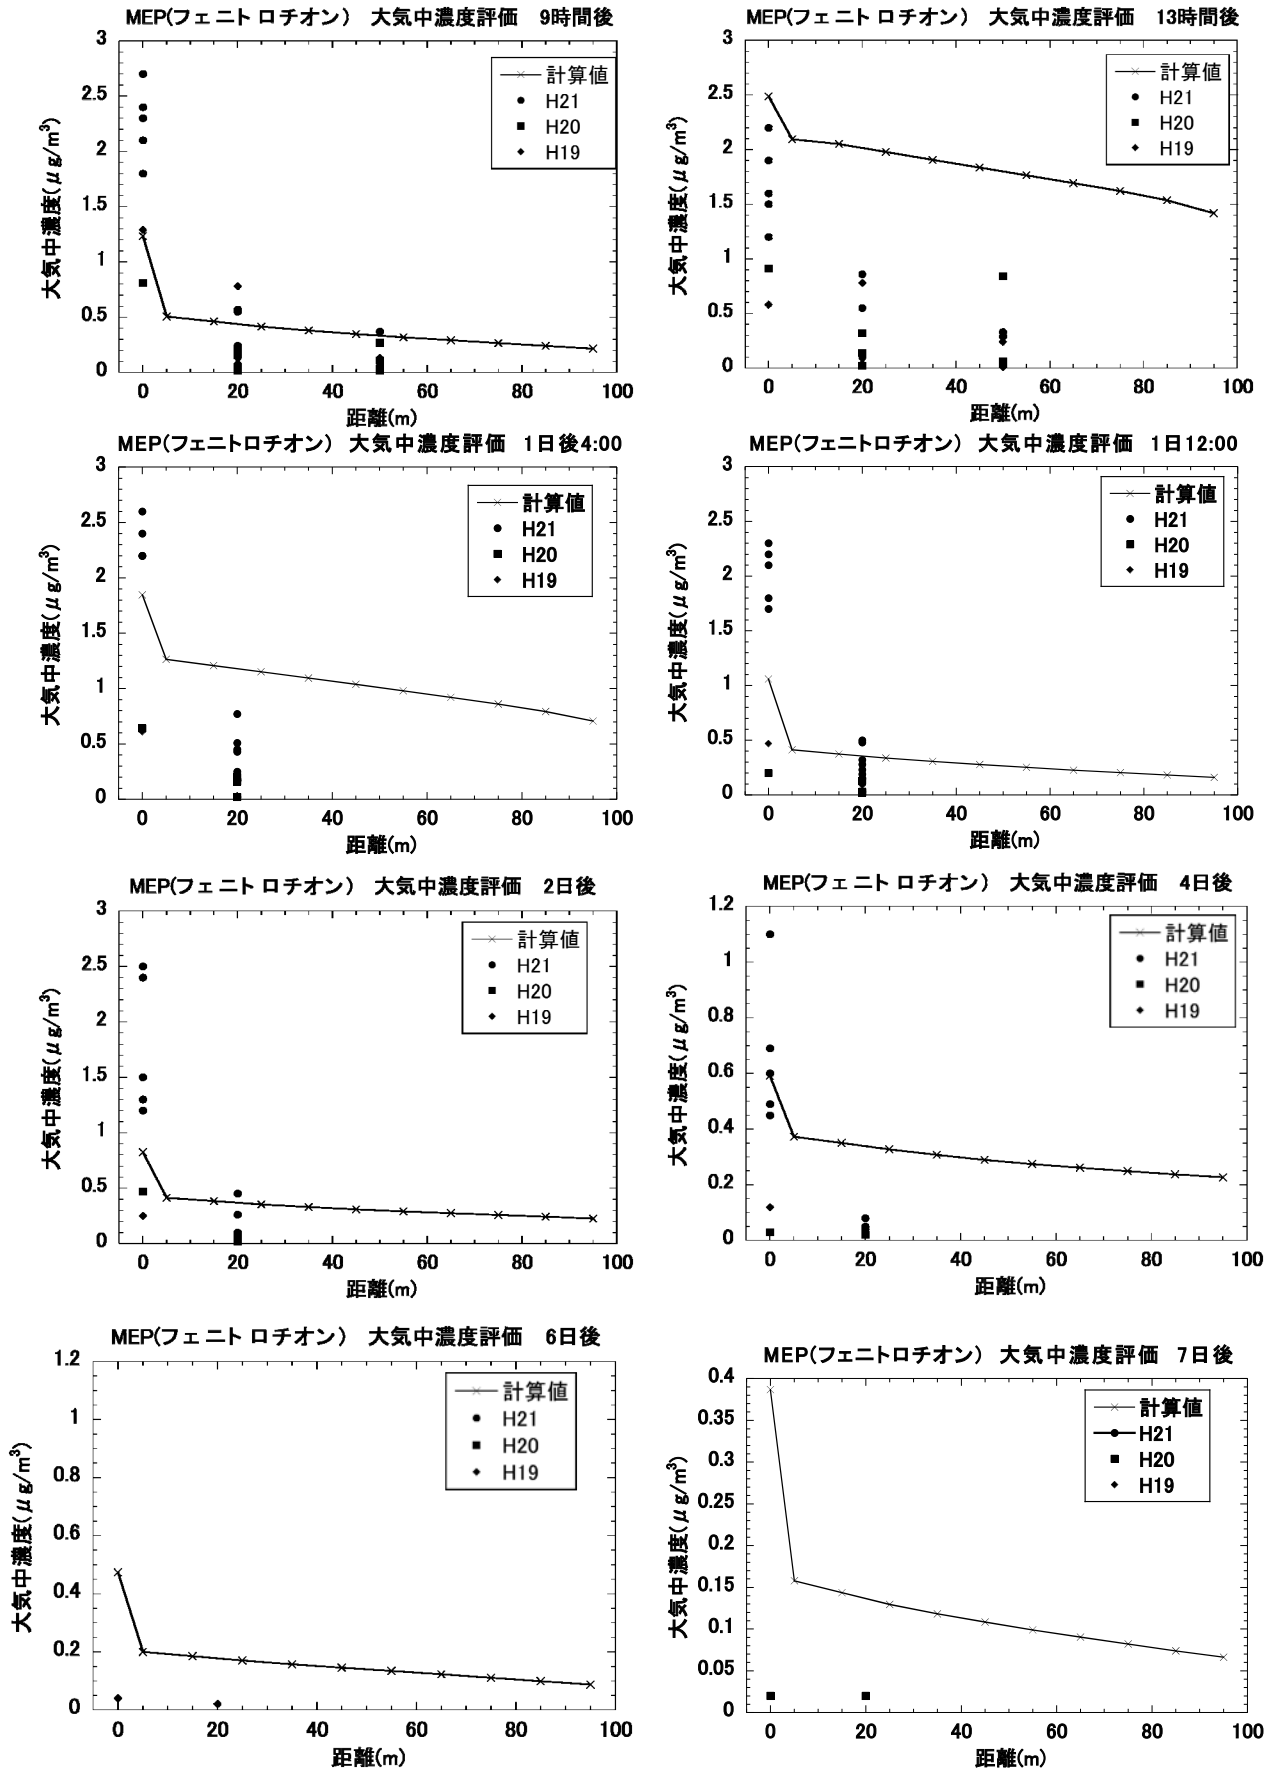 MEP(フェニトロチオン) 大気中濃度評価 9時間後
3
2.5
2
1.5
1
0.5
0
大気中濃度(μg/m³)
計算値
H21
H20
H19
0 20 40 60 80 100
距離(m)
MEP(フェニトロチオン) 大気中濃度評価 13時間後
3
2.5
2
1.5
1
0.5
0
大気中濃度(μg/m³)
計算値
H21
H20
H19
0 20 40 60 80 100
距離(m)
MEP(フェニトロチオン) 大気中濃度評価 1日後4:00
3
2.5
2
1.5
1
0.5
0
大気中濃度(μg/m³)
計算値
H21
H20
H19
0 20 40 60 80 100
距離(m)
MEP(フェニトロチオン) 大気中濃度評価 1日12:00
3
2.5
2
1.5
1
0.5
0
大気中濃度(μg/m³)
計算値
H21
H20
H19
0 20 40 60 80 100
距離(m)
MEP(フェニトロチオン) 大気中濃度評価 2日後
3
2.5
2
1.5
1
0.5
0
大気中濃度(μg/m³)
計算値
H21
H20
H19
0 20 40 60 80 100
距離(m)
MEP(フェニトロチオン) 大気中濃度評価 4日後
1.2
1
0.8
0.6
0.4
0.2
0
大気中濃度(μg/m³)
計算値
H21
H20
H19
0 20 40 60 80 100
距離(m)
MEP(フェニトロチオン) 大気中濃度評価 6日後
1.2
1
0.8
0.6
0.4
0.2
0
大気中濃度(μg/m³)
計算値
H21
H20
H19
0 20 40 60 80 100
距離(m)
MEP(フェニトロチオン) 大気中濃度評価 7日後
0.4
0.35
0.3
0.25
0.2
0.15
0.1
0.05
0
大気中濃度(μg/m³)
計算値
H21
H20
H19
0 20 40 60 80 100
距離(m)